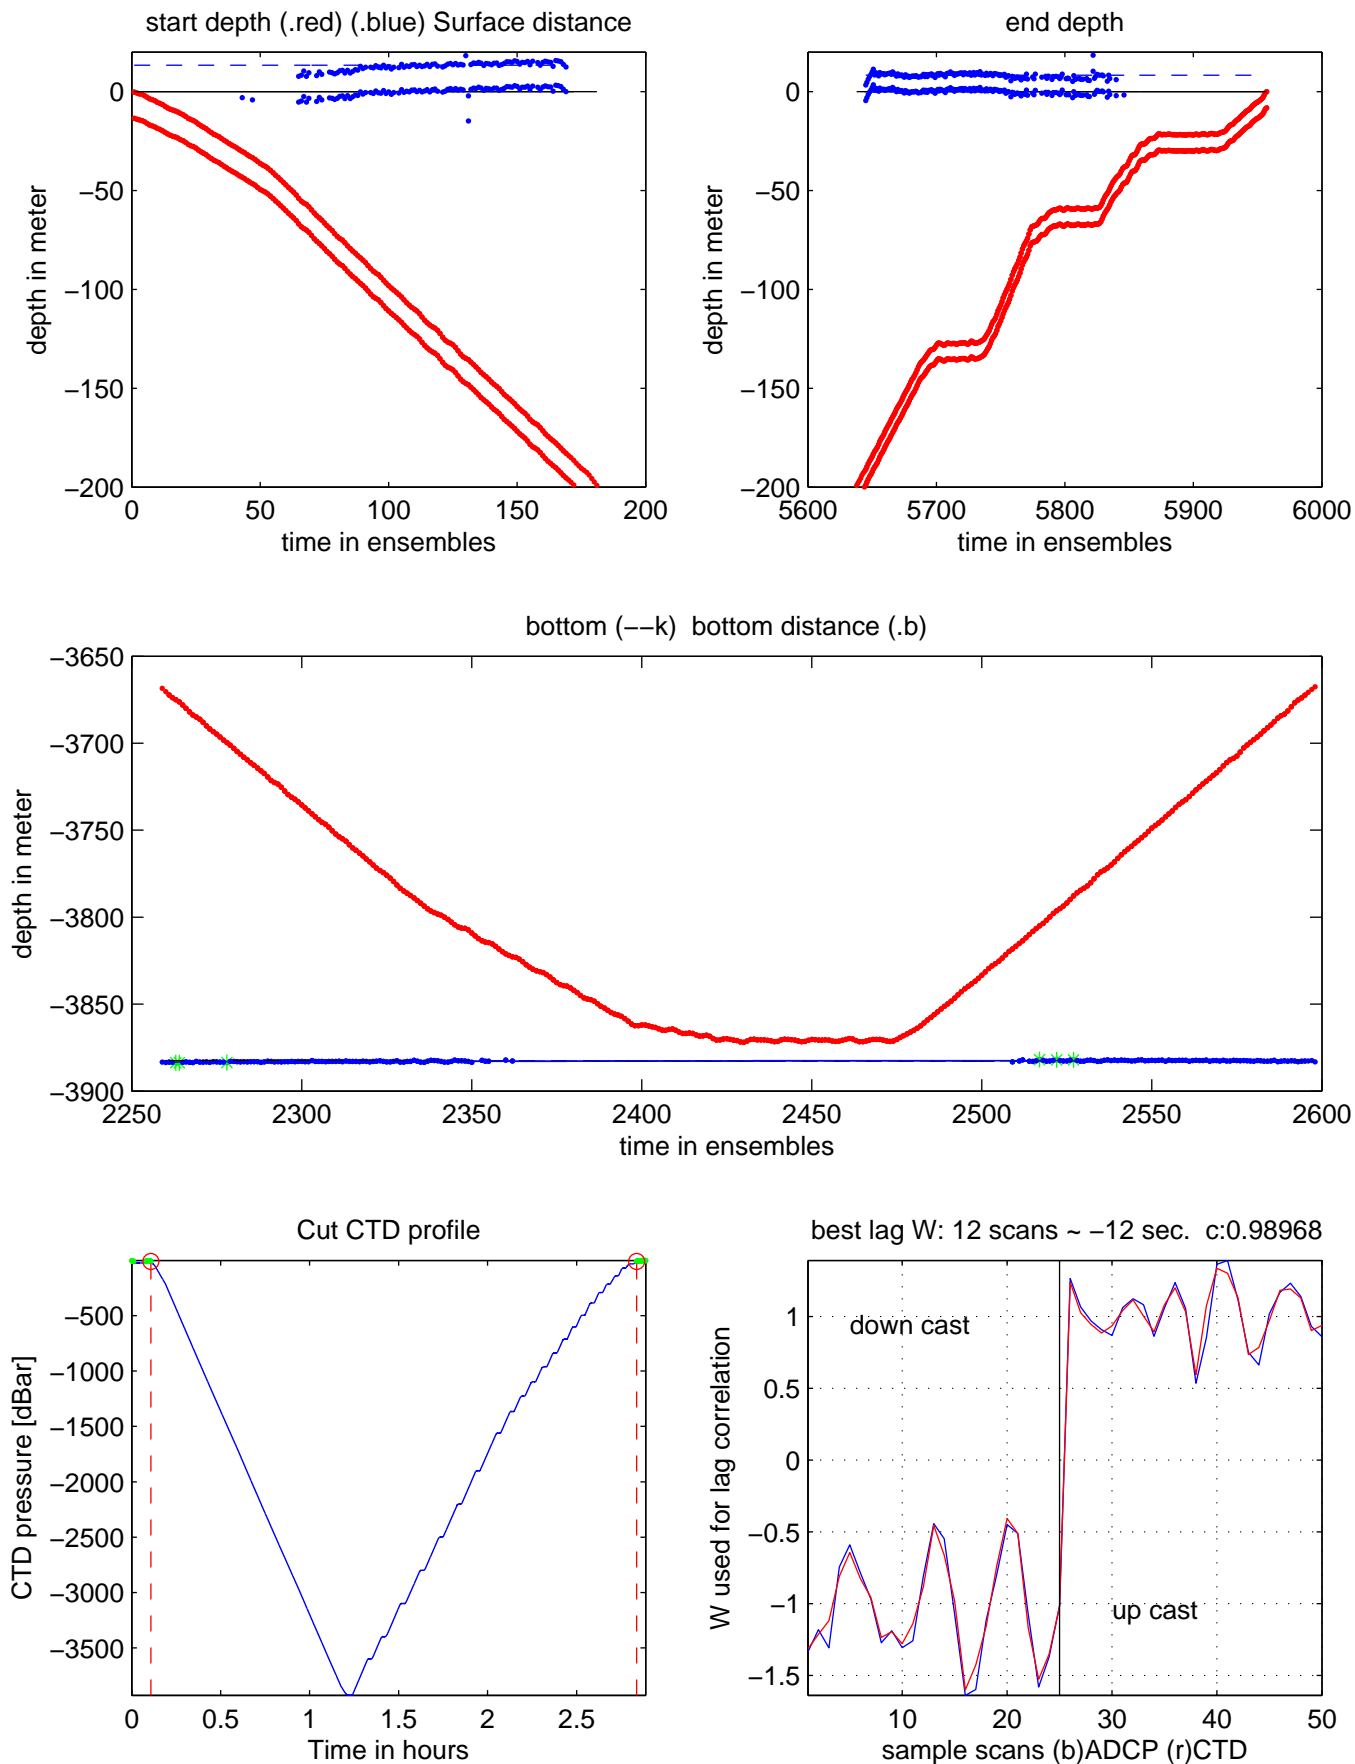 start depth (.red) (.blue) Surface distance
0
−50
−100
−150
−200
depth in meter
0 50 100 150 200
time in ensembles
end depth
0
−50
−100
−150
−200
depth in meter
5600 5700 5800 5900 6000
time in ensembles
bottom (−−k)  bottom distance (.b)
−3650
−3700
−3750
−3800
−3850
−3900
depth in meter
2250 2300 2350 2400 2450 2500 2550 2600
time in ensembles
Cut CTD profile
−500
−1000
−1500
−2000
−2500
−3000
−3500
CTD pressure [dBar]
0 0.5 1 1.5 2 2.5
Time in hours
best lag W: 12 scans ~ −12 sec.  c:0.98968
1
0.5
0
−0.5
−1
−1.5
W used for lag correlation
down cast
up cast
10 20 30 40 50
sample scans (b)ADCP (r)CTD